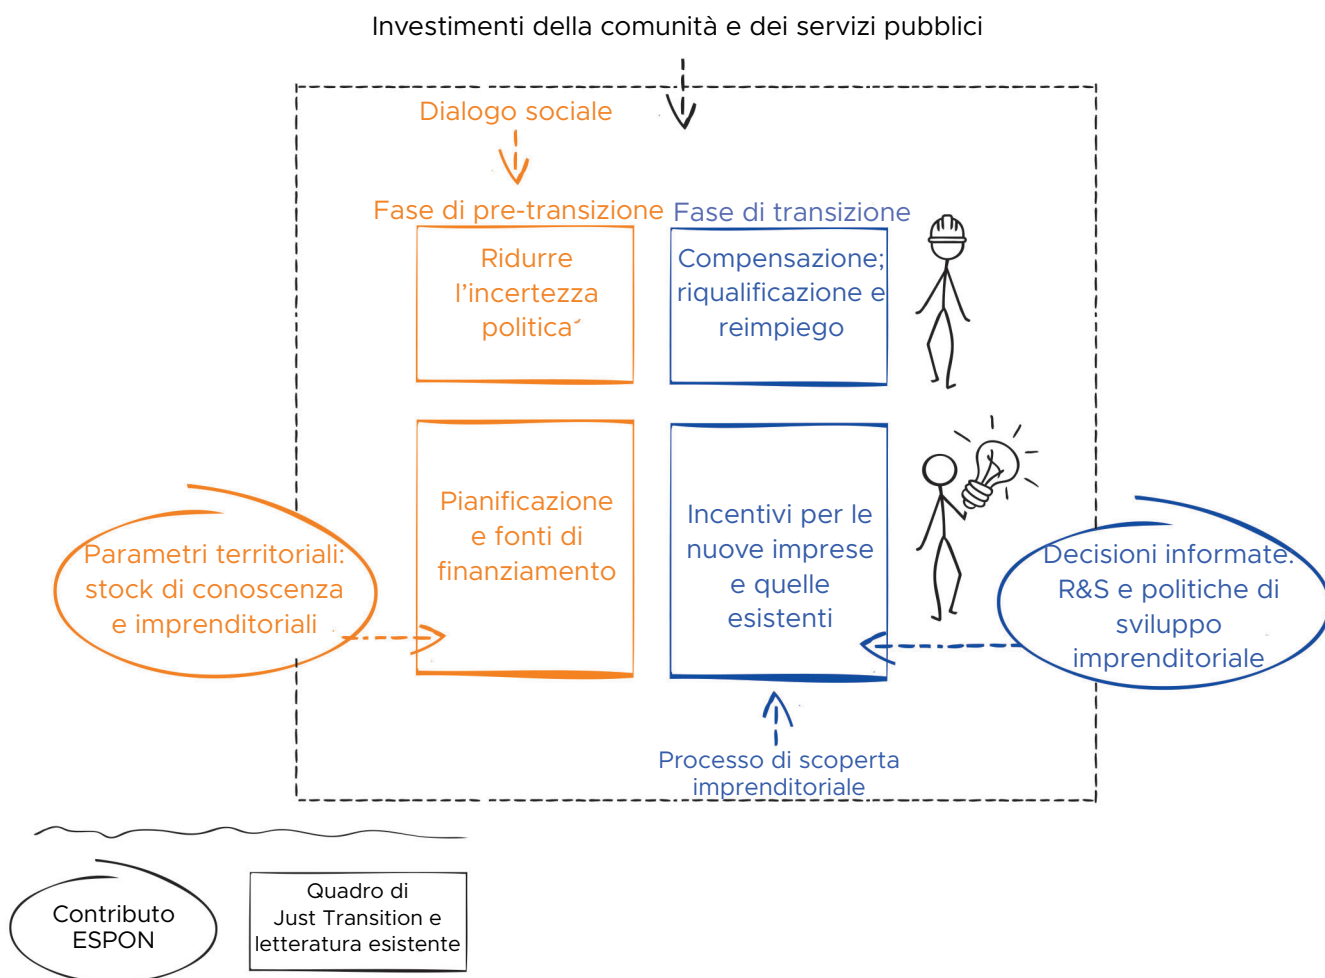 Investimenti della comunità e dei servizi pubblici
Dialogo sociale
Fase di pre-transizione
Fase di transizione
Ridurre
l'incertezza
politica
Compensazione;
riqualificazione e
reimpiego
Pianificazione
e fonti di
finanziamento
Incentivi per le
nuove imprese
e quelle
esistenti
Parametri territoriali:
stock di conoscenza
e imprenditoriali
Decisioni informate:
R&S e politiche di
sviluppo
imprenditoriale
Processo di scoperta
imprenditoriale
Contributo
ESPON
Quadro di
Just Transition e
letteratura esistente